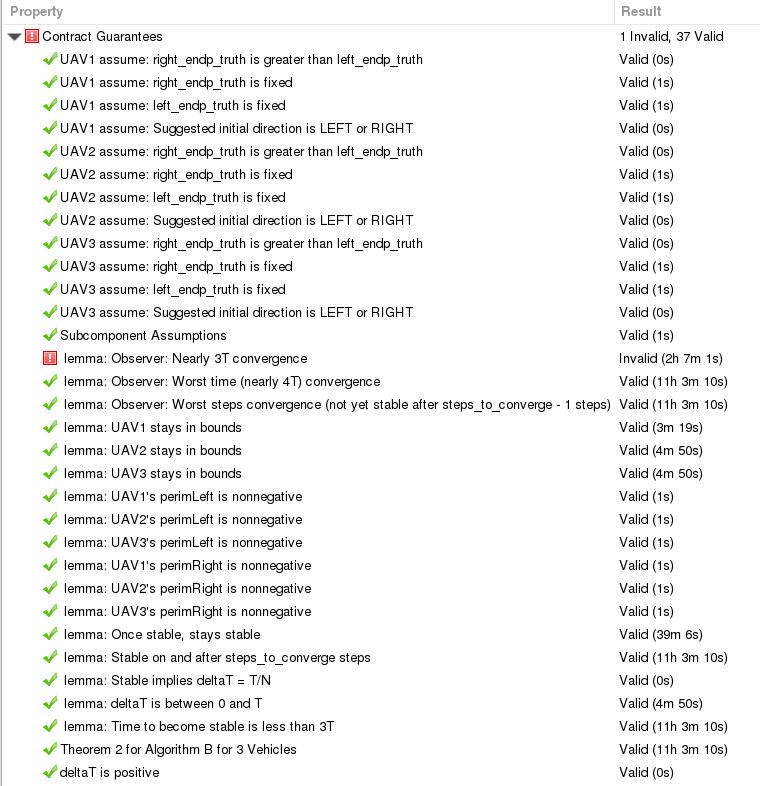 Property Result
Contract Guarantees 1 Invalid, 37 Valid
UAV1 assume: right_endp_truth is greater than left_endp_truth Valid (0s)
UAV1 assume: right_endp_truth is fixed Valid (1s)
UAV1 assume: left_endp_truth is fixed Valid (1s)
UAV1 assume: Suggested initial direction is LEFT or RIGHT Valid (0s)
UAV2 assume: right_endp_truth is greater than left_endp_truth Valid (0s)
UAV2 assume: right_endp_truth is fixed Valid (1s)
UAV2 assume: left_endp_truth is fixed Valid (1s)
UAV2 assume: Suggested initial direction is LEFT or RIGHT Valid (0s)
UAV3 assume: right_endp_truth is greater than left_endp_truth Valid (0s)
UAV3 assume: right_endp_truth is fixed Valid (1s)
UAV3 assume: left_endp_truth is fixed Valid (1s)
UAV3 assume: Suggested initial direction is LEFT or RIGHT Valid (0s)
Subcomponent Assumptions Valid (1s)
lemma: Observer: Nearly 3T convergence Invalid (2h 7m 1s)
lemma: Observer: Worst time (nearly 4T) convergence Valid (11h 3m 10s)
lemma: Observer: Worst steps convergence (not yet stable after steps_to_converge - 1 steps) Valid (11h 3m 10s)
lemma: UAV1 stays in bounds Valid (3m 19s)
lemma: UAV2 stays in bounds Valid (4m 50s)
lemma: UAV3 stays in bounds Valid (4m 50s)
lemma: UAV1's perimLeft is nonnegative Valid (1s)
lemma: UAV2's perimLeft is nonnegative Valid (1s)
lemma: UAV3's perimLeft is nonnegative Valid (1s)
lemma: UAV1's perimRight is nonnegative Valid (1s)
lemma: UAV2's perimRight is nonnegative Valid (1s)
lemma: UAV3's perimRight is nonnegative Valid (1s)
lemma: Once stable, stays stable Valid (39m 6s)
lemma: Stable on and after steps_to_converge steps Valid (11h 3m 10s)
lemma: Stable implies deltaT = T/N Valid (0s)
lemma: deltaT is between 0 and T Valid (4m 50s)
lemma: Time to become stable is less than 3T Valid (11h 3m 10s)
Theorem 2 for Algorithm B for 3 Vehicles Valid (11h 3m 10s)
deltaT is positive Valid (0s)